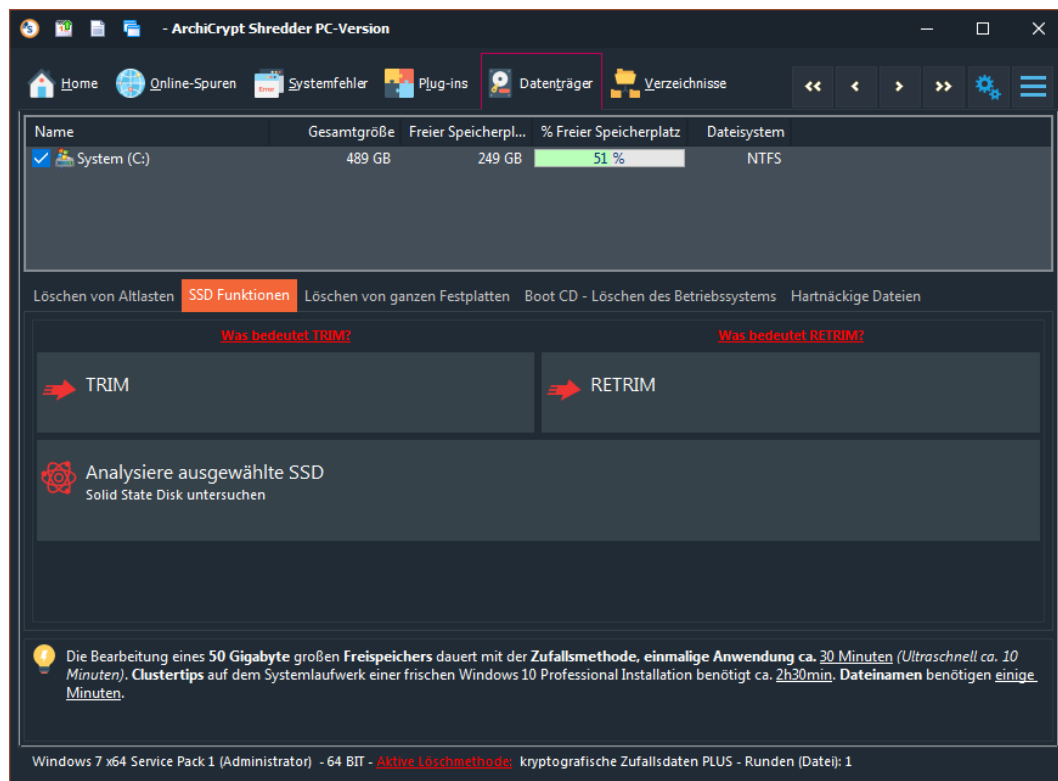 - ArchiCrypt Shredder PC-Version
Home Online-Spuren Systemfehler Plug-ins Datenträger Verzeichnisse
Name Gesamtgröße Freier Speicherpl... % Freier Speicherplatz Dateisystem
System (C:) 489 GB 249 GB 51 % NTFS
Löschen von Altlasten SSD Funktionen Löschen von ganzen Festplatten Boot CD - Löschen des Betriebssystems Hartnäckige Dateien
Was bedeutet TRIM? Was bedeutet RETRIM?
TRIM RETRIM
Analysiere ausgewählte SSD
Solid State Disk untersuchen
Die Bearbeitung eines 50 Gigabyte großen Freispeichers dauert mit der Zufallsmethode, einmalige Anwendung ca. 30 Minuten (Ultraschnell ca. 10
Minuten). Clustertips auf dem Systemlaufwerk einer frischen Windows 10 Professional Installation benötigt ca. 2h30min. Dateinamen benötigen einige
Minuten.
Windows 7 x64 Service Pack 1 (Administrator) - 64 BIT - Aktive Löschmethode: kryptografische Zufallsdaten PLUS - Runden (Datei): 1